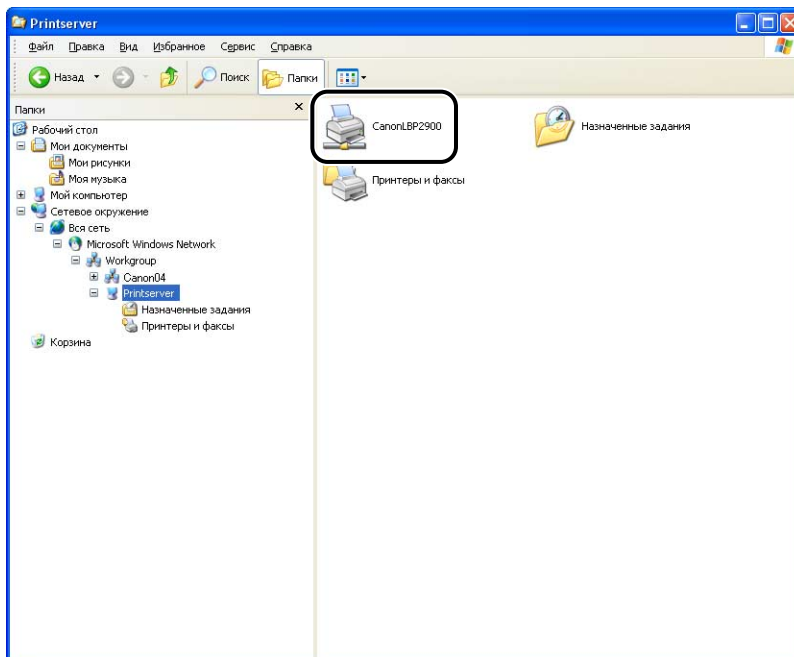 Printserver
Файл Правка Вид Избранное Сервис Справка
Назад Поиск Папки
Папки
Рабочий стол
Мои документы
Мои рисунки
Моя музыка
Мой компьютер
Сетевое окружение
Вся сеть
Microsoft Windows Network
Workgroup
Canon04
Printserver
Назначенные задания
Принтеры и факсы
Корзина
CanonLBP2900
Назначенные задания
Принтеры и факсы